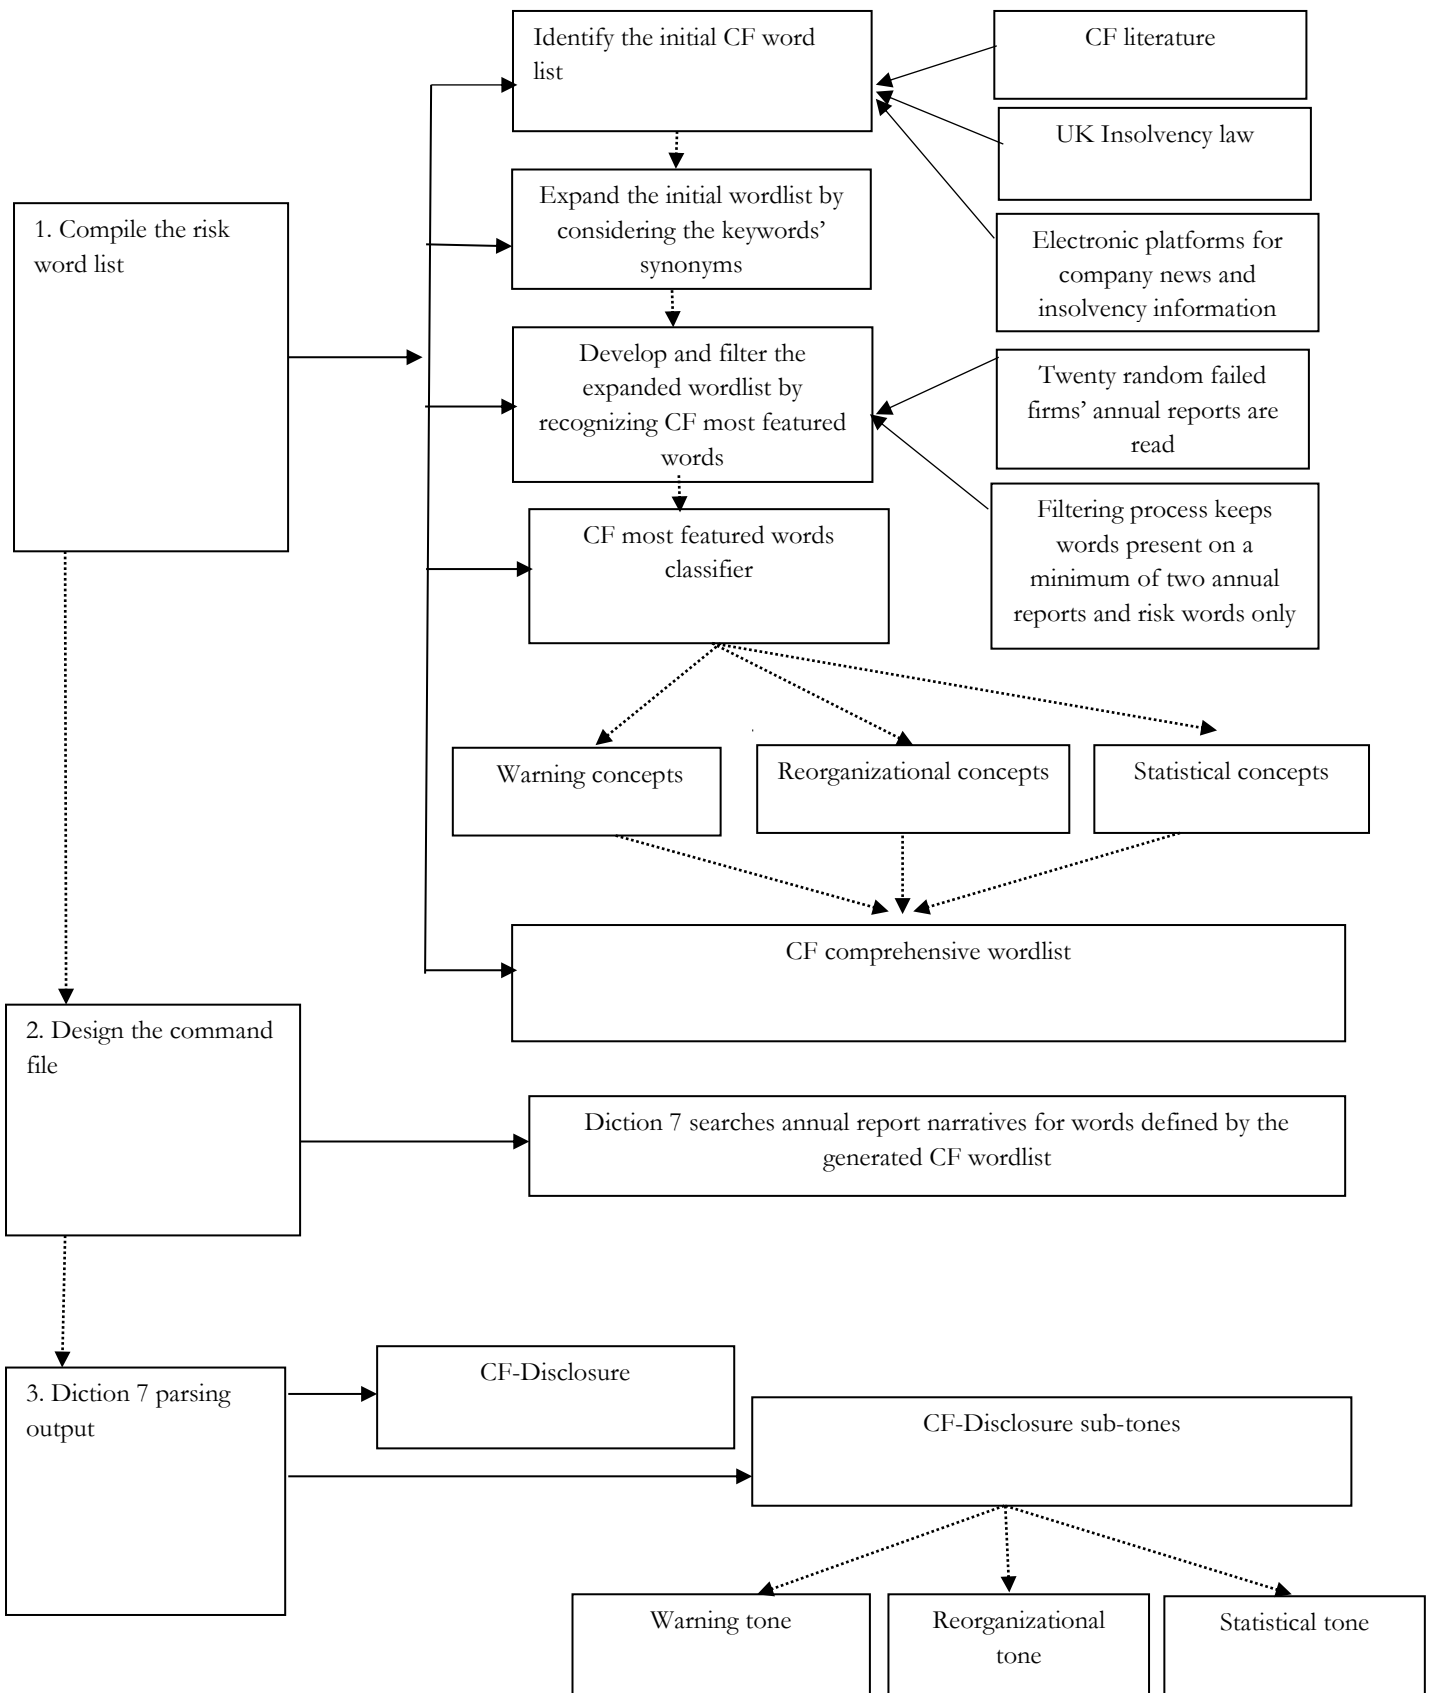 Identify the initial CF word
list
CF literature
UK Insolvency law
Expand the initial wordlist by
considering the keywords’
synonyms
1. Compile the risk
word list
Electronic platforms for
company news and
insolvency information
Develop and filter the
expanded wordlist by
recognizing CF most featured
words
Twenty random failed
firms’ annual reports are
read
Filtering process keeps
words present on a
minimum of two annual
reports and risk words only
CF most featured words
classifier
Warning concepts
Reorganizational concepts
Statistical concepts
CF comprehensive wordlist
2. Design the command
file
Diction 7 searches annual report narratives for words defined by the
generated CF wordlist
3. Diction 7 parsing
output
CF-Disclosure
CF-Disclosure sub-tones
Warning tone
Reorganizational
tone
Statistical tone